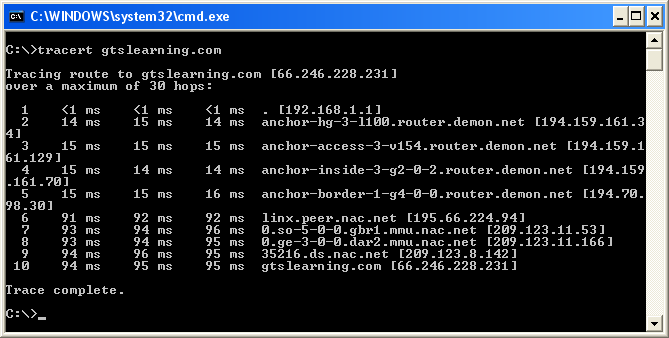 C:\WINDOWS\system32\cmd.exe
C:\>tracert gtslearning.com
Tracing route to gtslearning.com [66.246.228.231]
over a maximum of 30 hops:
1 <1 ms <1 ms <1 ms . [192.168.1.1]
2 14 ms 15 ms 14 ms anchor-hg-3-l100.router.demon.net [194.159.161.3
4]
3 15 ms 15 ms 15 ms anchor-access-3-v154.router.demon.net [194.159.1
61.129]
4 15 ms 14 ms 14 ms anchor-inside-3-g2-0-2.router.demon.net [194.159
.161.70]
5 15 ms 15 ms 16 ms anchor-border-1-g4-0-0.router.demon.net [194.70.
98.30]
6 91 ms 92 ms 92 ms linx.peer.nac.net [195.66.224.94]
7 93 ms 94 ms 96 ms 0.so-5-0-0.gbr1.mmu.nac.net [209.123.11.53]
8 93 ms 94 ms 95 ms 0.ge-3-0-0.dar2.mmu.nac.net [209.123.11.166]
9 94 ms 96 ms 95 ms 35216.ds.nac.net [209.123.8.142]
10 94 ms 95 ms 95 ms gtslearning.com [66.246.228.231]
Trace complete.
C:\>_